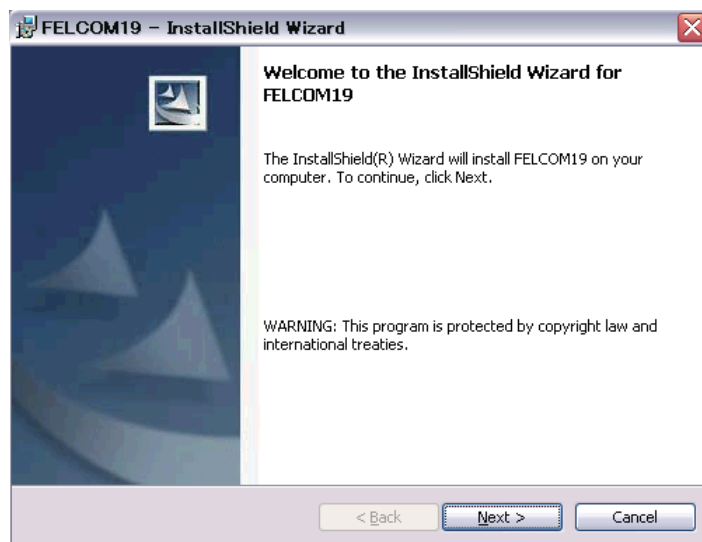 FELCOM19 - InstallShield Wizard
Welcome to the InstallShield Wizard for
FELCOM19
The InstallShield(R) Wizard will install FELCOM19 on your
computer. To continue, click Next.
WARNING: This program is protected by copyright law and
international treaties.
< Back
Next >
Cancel